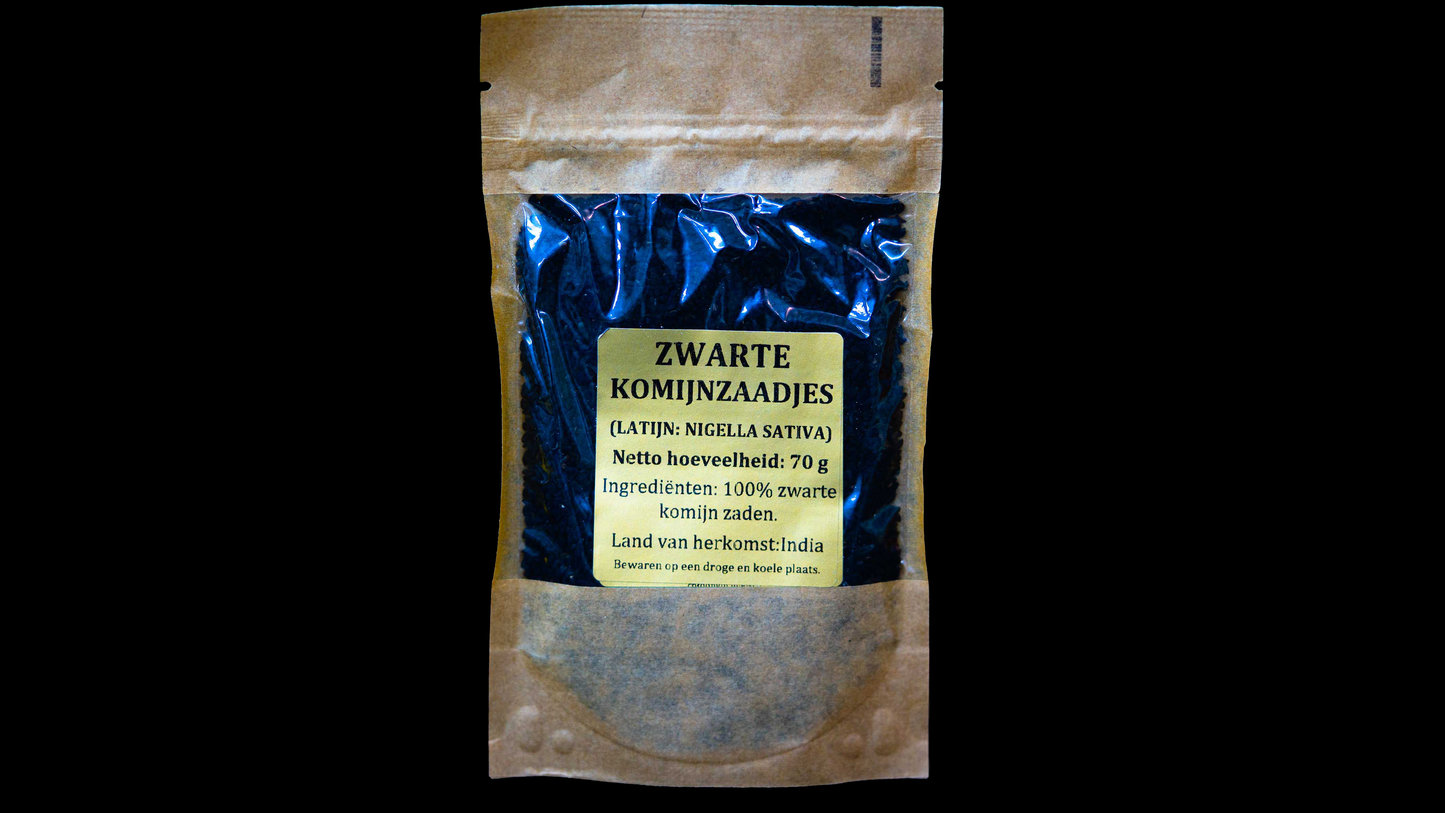 ZWARTE
KOMIJNZAADJES
(LATIJN: NIGELLA SATIVA)
Netto hoeveelheid: 70 g
Ingrediënten: 100% zwarte
komijn zaden.
Land van herkomst:India
Bewaren op een droge en koele plaats.